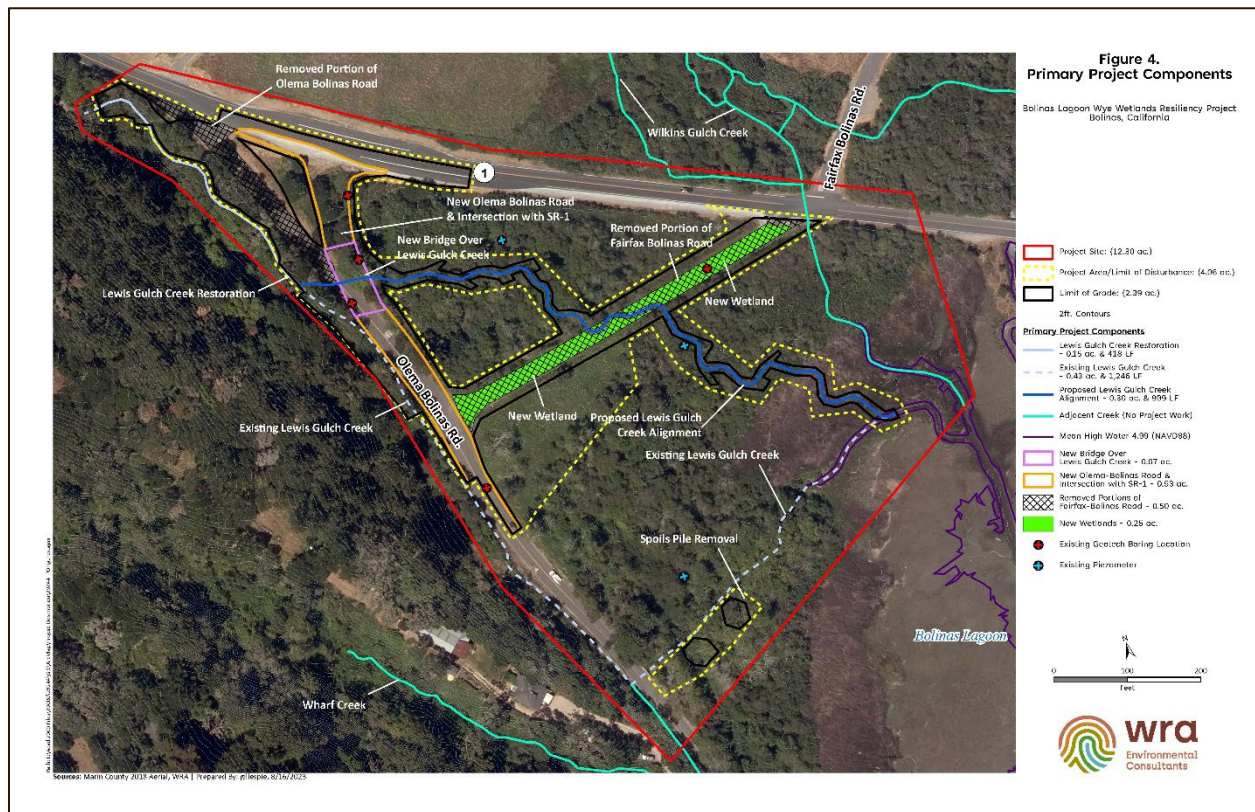 Figure 4.
Primary Project Components
Bolinas Lagoon Wye Wetlands Resiliency Project
Bolinas, California
Removed Portion of
Olema Bolinas Road
Wilkins Gulch Creek
Fairfax Bolinas Rd.
1
New Olema Bolinas Road
& Intersection with SR-1
Removed Portion of
Fairfax Bolinas Road
New Bridge Over
Lewis Gulch Creek
Lewis Gulch Creek Restoration
New Wetland
Olema Bolinas Rd.
New Wetland
Proposed Lewis Gulch
Creek Alignment
Existing Lewis Gulch Creek
Existing Lewis Gulch Creek
Spoils Pile Removal
Bolinas Lagoon
Wharf Creek
Project Site: (12.30 ac.)
Project Area/Limit of Disturbance: (4.06 ac.)
Limit of Grade: (2.39 ac.)
2ft. Contours
Primary Project Components
Lewis Gulch Creek Restoration
- 0.15 ac. & 418 LF
Existing Lewis Gulch Creek
- 0.43 ac. & 1,246 LF
Proposed Lewis Gulch Creek
Alignment - 0.30 ac. & 999 LF
Adjacent Creek (No Project Work)
Mean High Water 4.99 (NAVD88)
New Bridge Over
Lewis Gulch Creek - 0.07 ac.
New Olema-Bolinas Road &
Intersection with SR-1 - 0.53 ac.
Removed Portions of
Fairfax-Bolinas Road - 0.50 ac.
New Wetlands - 0.25 ac.
Existing Geotech Boring Location
Existing Piezometer
N
0 100 200
Feet
wra
Environmental
Consultants
Sources: Marin County 2018 Aerial, WRA | Prepared By: gillespie, 8/16/2023